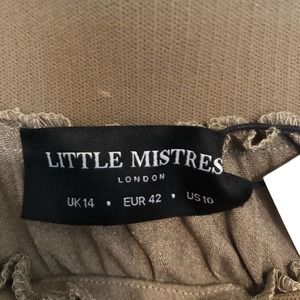 LITTLE MISTRES
LONDON
UK 14 • EUR 42 • US 10